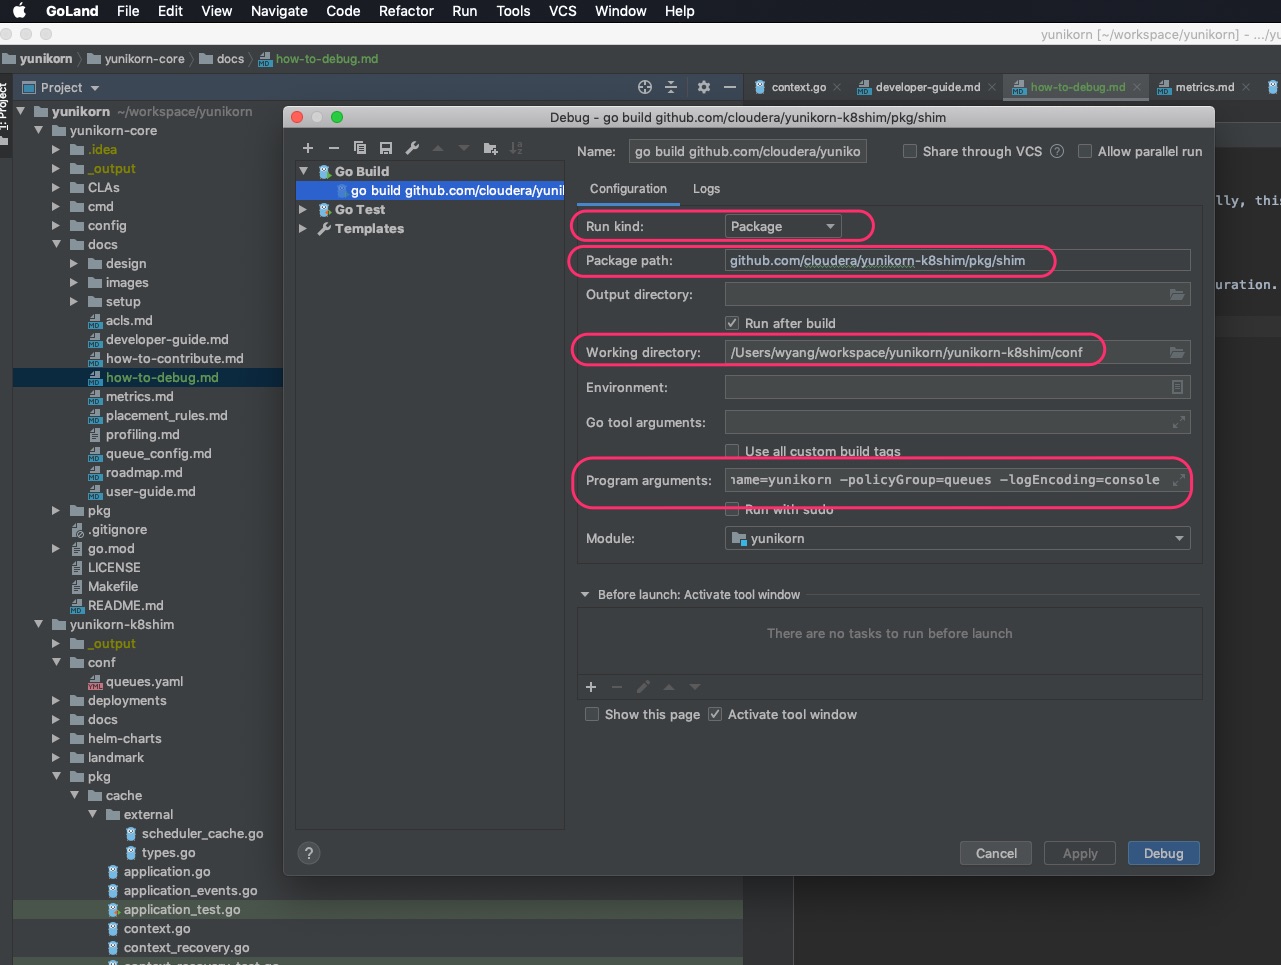 GoLand File Edit View Navigate Code Refactor Run Tools VCS Window Help
yunikorn [~/workspace/yunikorn] - .../yu
yunikorn yunikorn-core docs how-to-debug.md
1: Project
Project
context.go developer-guide.md how-to-debug.md metrics.md
yunikorn ~/workspace/yunikorn
yunikorn-core
.idea
_output
CLAs
cmd
config
docs
design
images
setup
acls.md
developer-guide.md
how-to-contribute.md
how-to-debug.md
metrics.md
placement_rules.md
profiling.md
queue_config.md
roadmap.md
user-guide.md
pkg
.gitignore
go.mod
LICENSE
Makefile
README.md
yunikorn-k8shim
_output
conf
queues.yaml
deployments
docs
helm-charts
landmark
pkg
cache
external
scheduler_cache.go
types.go
application.go
application_events.go
application_test.go
context.go
context_recovery.go
context_recovery_test.go
Debug - go build github.com/cloudera/yunikorn-k8shim/pkg/shim
Go Build
go build github.com/cloudera/yuni
Go Test
Templates
Name: go build github.com/cloudera/yuniko Share through VCS ? Allow parallel run
Configuration Logs
Run kind: Package
Package path: github.com/cloudera/yunikorn-k8shim/pkg/shim
Output directory:
Run after build
Working directory: /Users/wyang/workspace/yunikorn/yunikorn-k8shim/conf
Environment:
Go tool arguments:
Use all custom build tags
Program arguments: name=yunikorn -policyGroup=queues -logEncoding=console
Run with sudo
Module: yunikorn
Before launch: Activate tool window
There are no tasks to run before launch
Show this page Activate tool window
? Cancel Apply Debug
lly, this
uration.